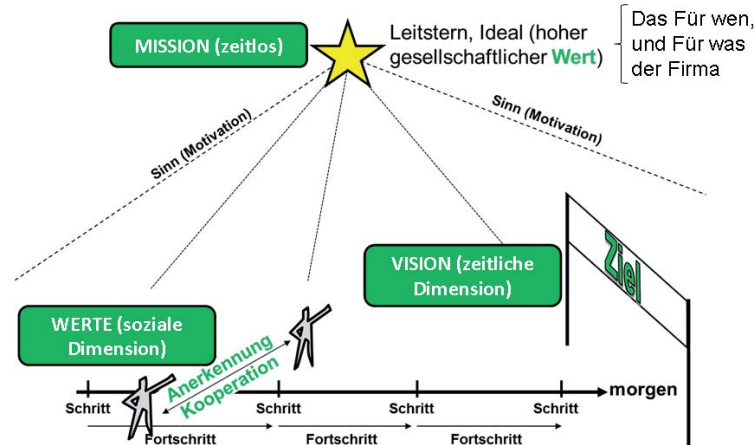 MISSION (zeitlos)
Leitstern, Ideal (hoher
gesellschaftlicher Wert)
Das Für wen,
und Für was
der Firma
Sinn (Motivation)
Sinn (Motivation)
VISION (zeitliche
Dimension)
Ziel
WERTE (soziale
Dimension)
Anerkennung
Kooperation
morgen
Schritt
Schritt
Schritt
Schritt
Fortschritt
Fortschritt
Fortschritt